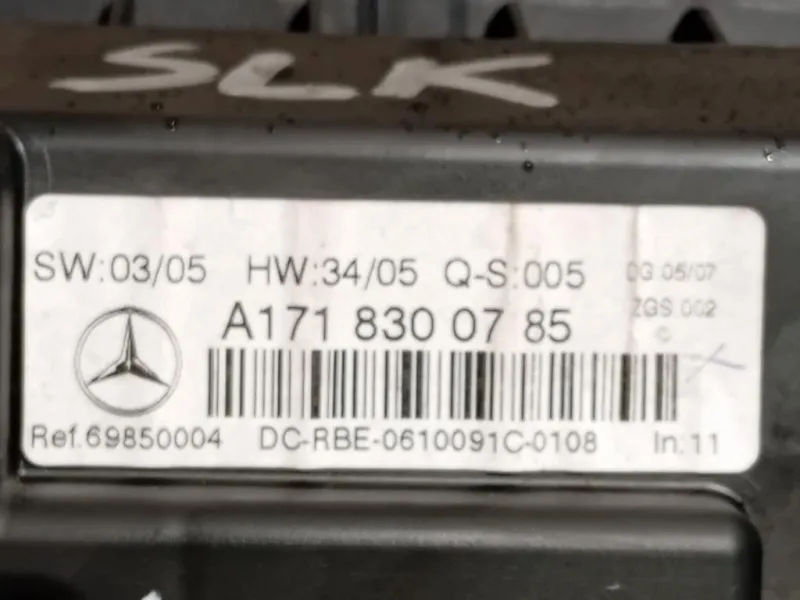 SLK
SW:03/05 HW:34/05 Q-S:005 DG 05/07
ZGS 002
A171 830 07 85
Ref.69850004 DC-RBE-0610091C-0108 In:11